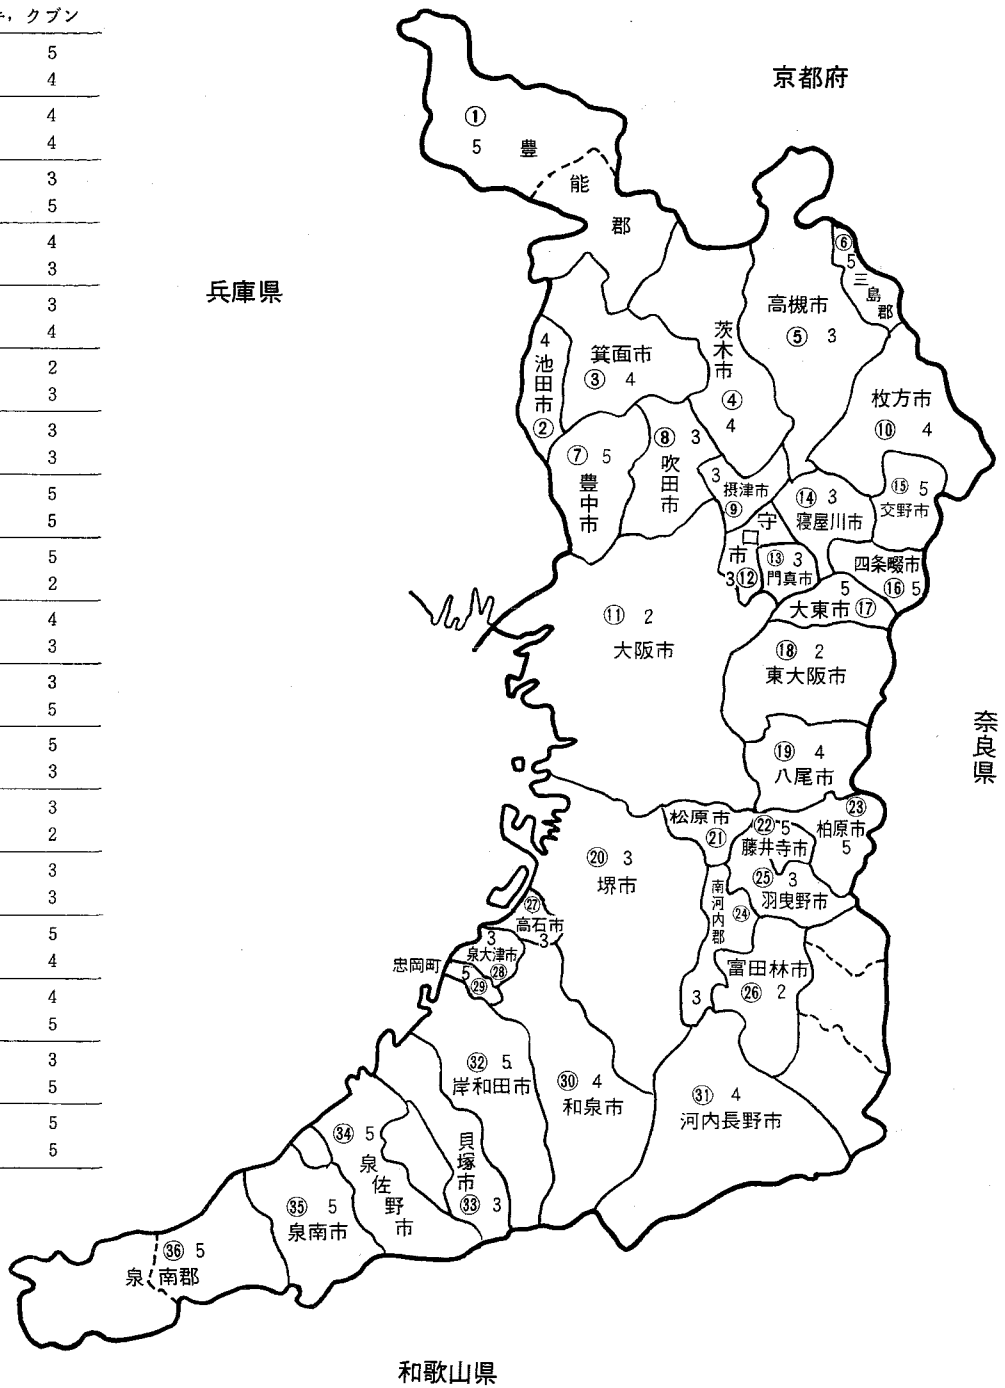 キ, クブン
5
4
4
4
3
5
4
3
3
4
2
3
3
3
5
5
5
2
4
3
3
5
5
3
3
2
3
3
5
4
4
5
3
5
5
5
京都府
兵庫県
奈良県
和歌山県
① 5 豊能郡
4 池田市 ②
箕面市
③ 4
茨木市
④
4
高槻市
⑤ 3
⑥
5
三島郡
⑦ 5
豊中市
⑧ 3
吹田市
3
摂津市
⑨
枚方市
⑩ 4
⑪ 2
大阪市
守口市
3 ⑫
⑬ 3
門真市
⑭ 3
寝屋川市
⑮ 5
交野市
四条畷市
⑯ 5
5
大東市 ⑰
⑱ 2
東大阪市
⑲ 4
八尾市
⑳ 3
堺市
松原市
㉑
㉒ 5
藤井寺市
㉓
柏原市
5
南河内郡
㉔
3
㉕ 3
羽曳野市
富田林市
㉖ 2
㉗
高石市
3
3
泉大津市
㉘
忠岡町
5
㉙
㉚ 4
和泉市
㉛ 4
河内長野市
㉜ 5
岸和田市
貝塚市
㉝ 3
㉞ 5
泉佐野市
㉟ 5
泉南市
㊱ 5
泉南郡